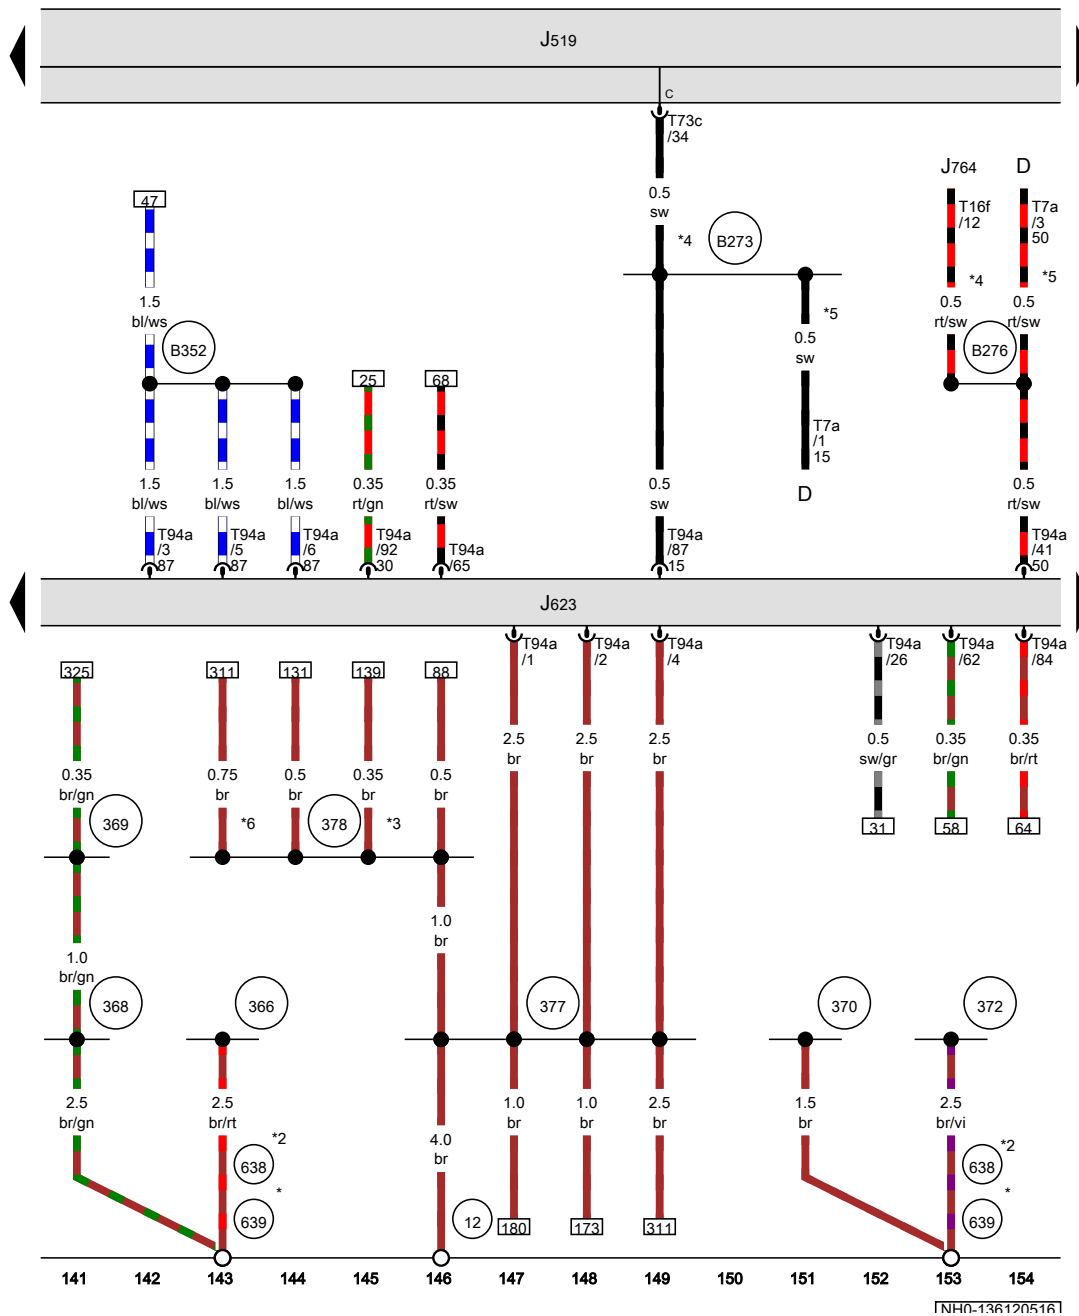 J519
C
T73c
/34
J764
D
47
0.5
sw
T16f
/12
T7a
/3
50
*4
B273
*4
*5
1.5
bl/ws
*5
0.5
rt/sw
0.5
rt/sw
B352
0.5
sw
B276
25
68
T7a
/1
15
1.5
bl/ws
1.5
bl/ws
1.5
bl/ws
0.35
rt/gn
0.35
rt/sw
0.5
sw
D
0.5
rt/sw
T94a
/3
87
T94a
/5
87
T94a
/6
87
T94a
/92
30
T94a
/65
T94a
/87
15
T94a
/41
50
J623
T94a
/1
T94a
/2
T94a
/4
T94a
/26
T94a
/62
T94a
/84
325
311
131
139
88
2.5
br
2.5
br
2.5
br
0.5
sw/gr
0.35
br/gn
0.35
br/rt
0.35
br/gn
0.75
br
0.5
br
0.35
br
0.5
br
369
*6
378
*3
31
58
64
1.0
br
1.0
br/gn
368
366
377
370
372
2.5
br/gn
2.5
br/rt
4.0
br
1.0
br
1.0
br
2.5
br
1.5
br
2.5
br/vi
*2
638
*
639
12
180
173
311
*2
638
*
639
141 142 143 144 145 146 147 148 149 150 151 152 153 154
NH0-136120516